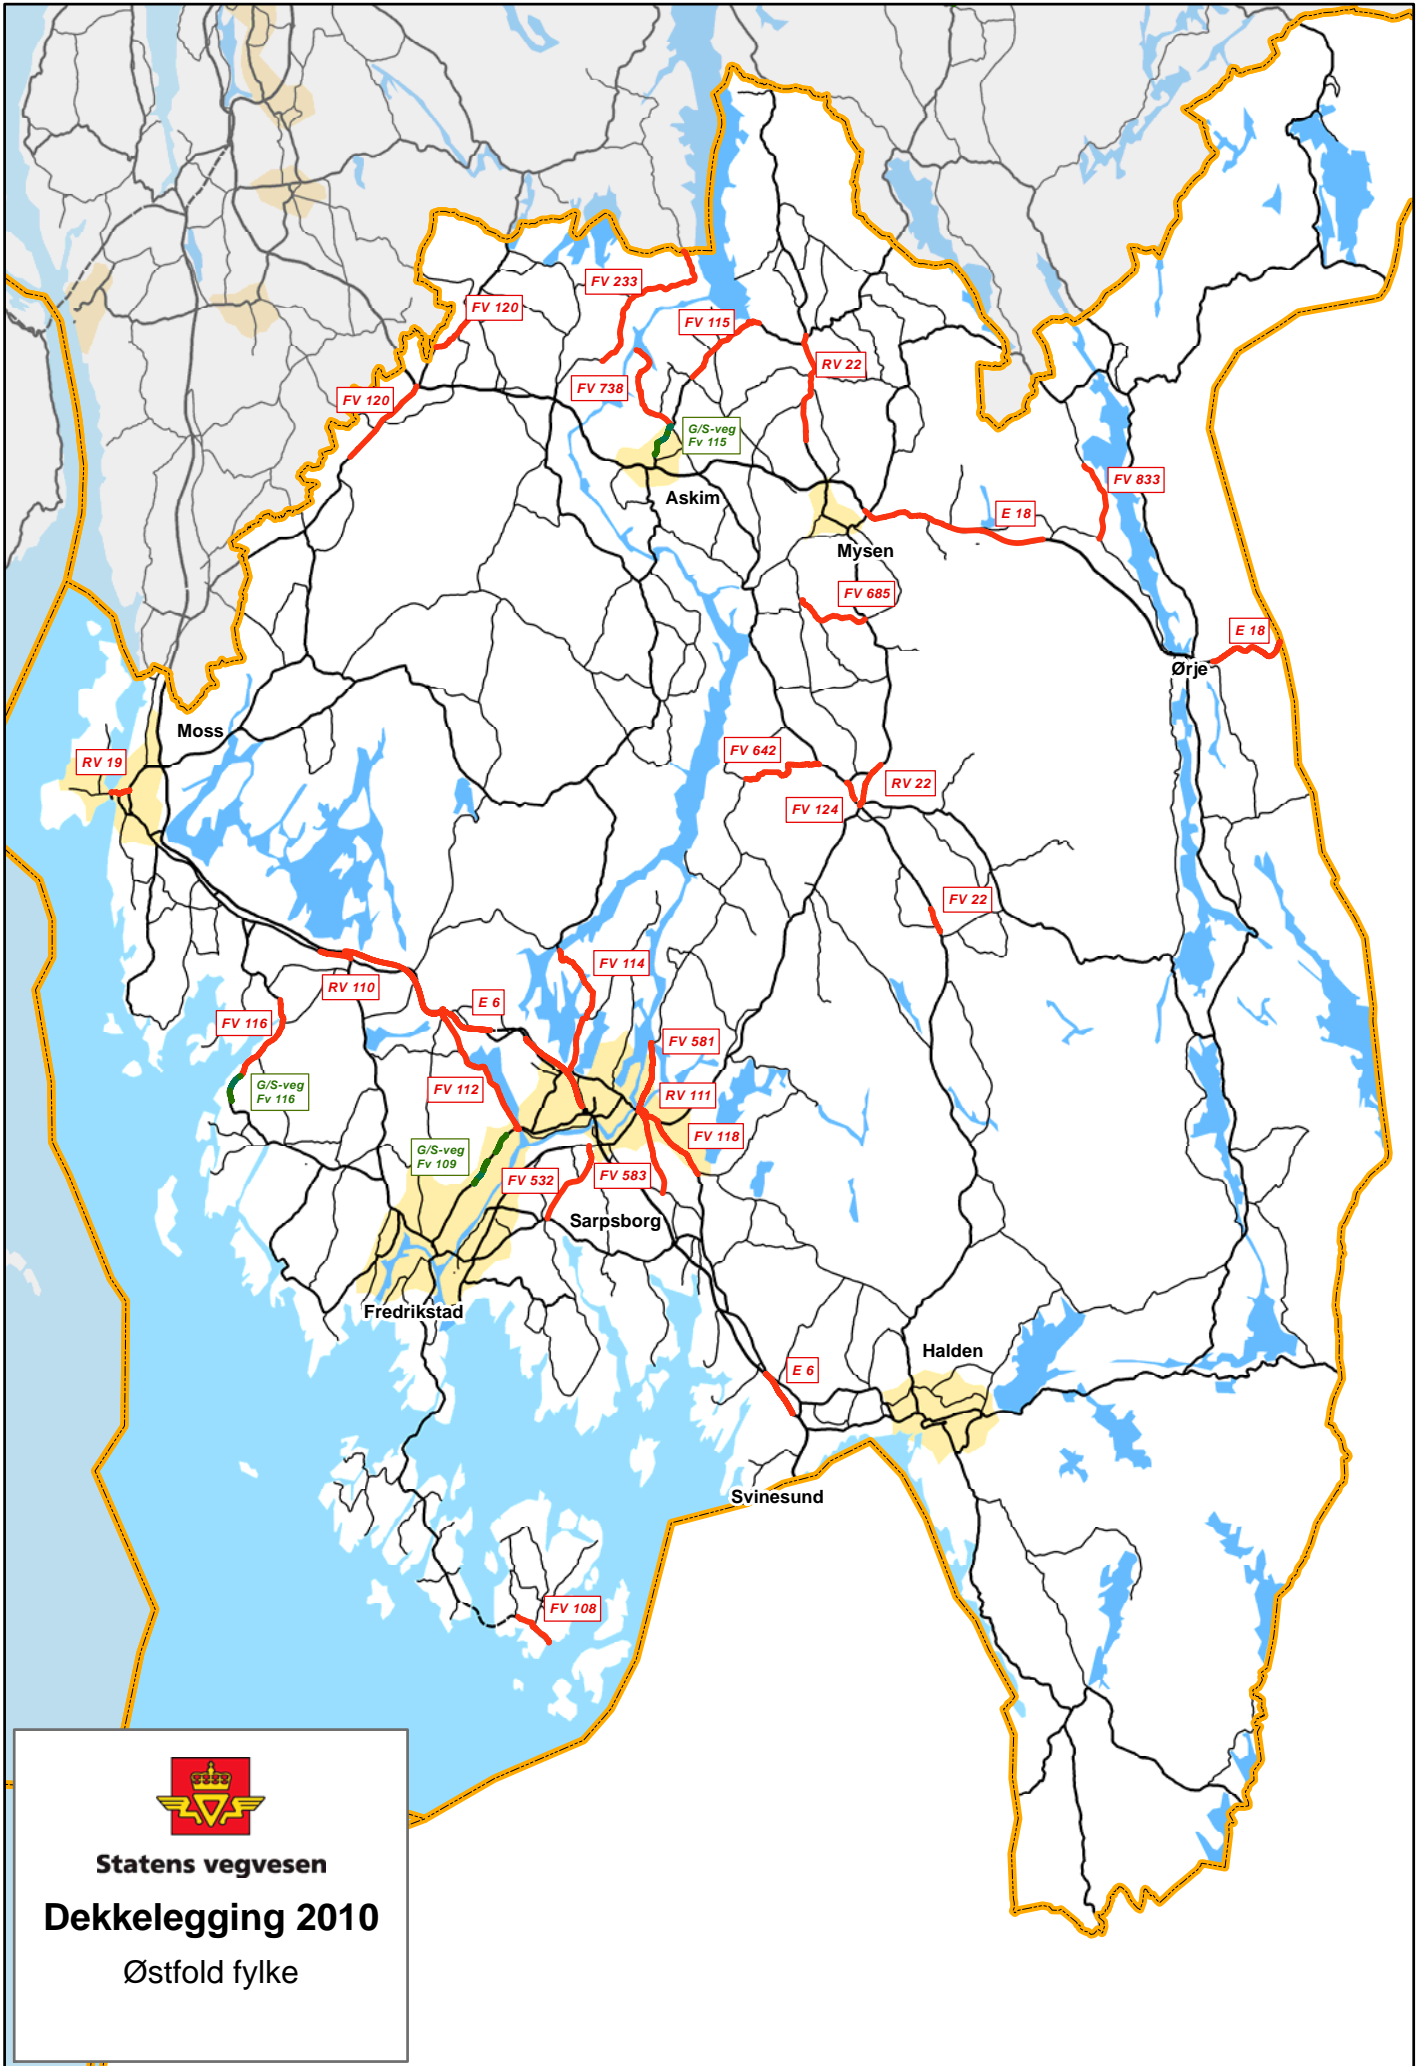 FV 233
FV 120
FV 115
RV 22
FV 738
FV 120
G/S-veg
Fv 115
FV 833
Askim
E 18
Mysen
FV 685
E 18
Ørje
Moss
FV 642
RV 19
RV 22
FV 124
FV 22
FV 114
RV 110
E 6
FV 116
FV 581
G/S-veg
Fv 116
FV 112
RV 111
FV 118
G/S-veg
Fv 109
FV 532
FV 583
Sarpsborg
Fredrikstad
Halden
E 6
Svinesund
FV 108
Statens vegvesen
Dekkelegging 2010
Østfold fylke